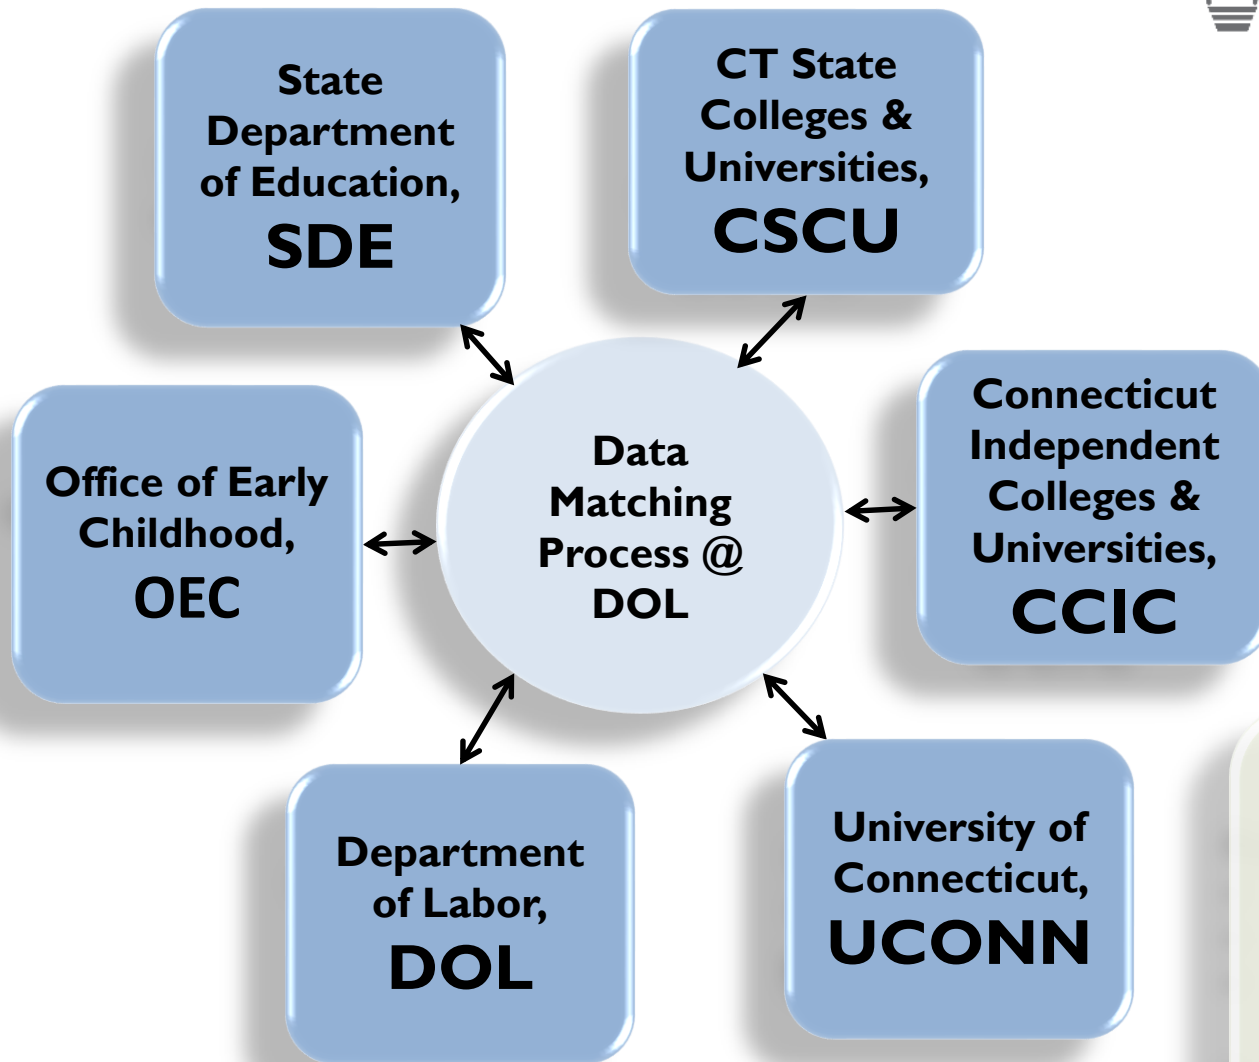 State
Department
of Education,
SDE
CT State
Colleges &
Universities,
CSCU
Connecticut
Independent
Colleges &
Universities,
CCIC
Office of Early
Childhood,
OEC
Data
Matching
Process @
DOL
Department
of Labor,
DOL
University of
Connecticut,
UCONN